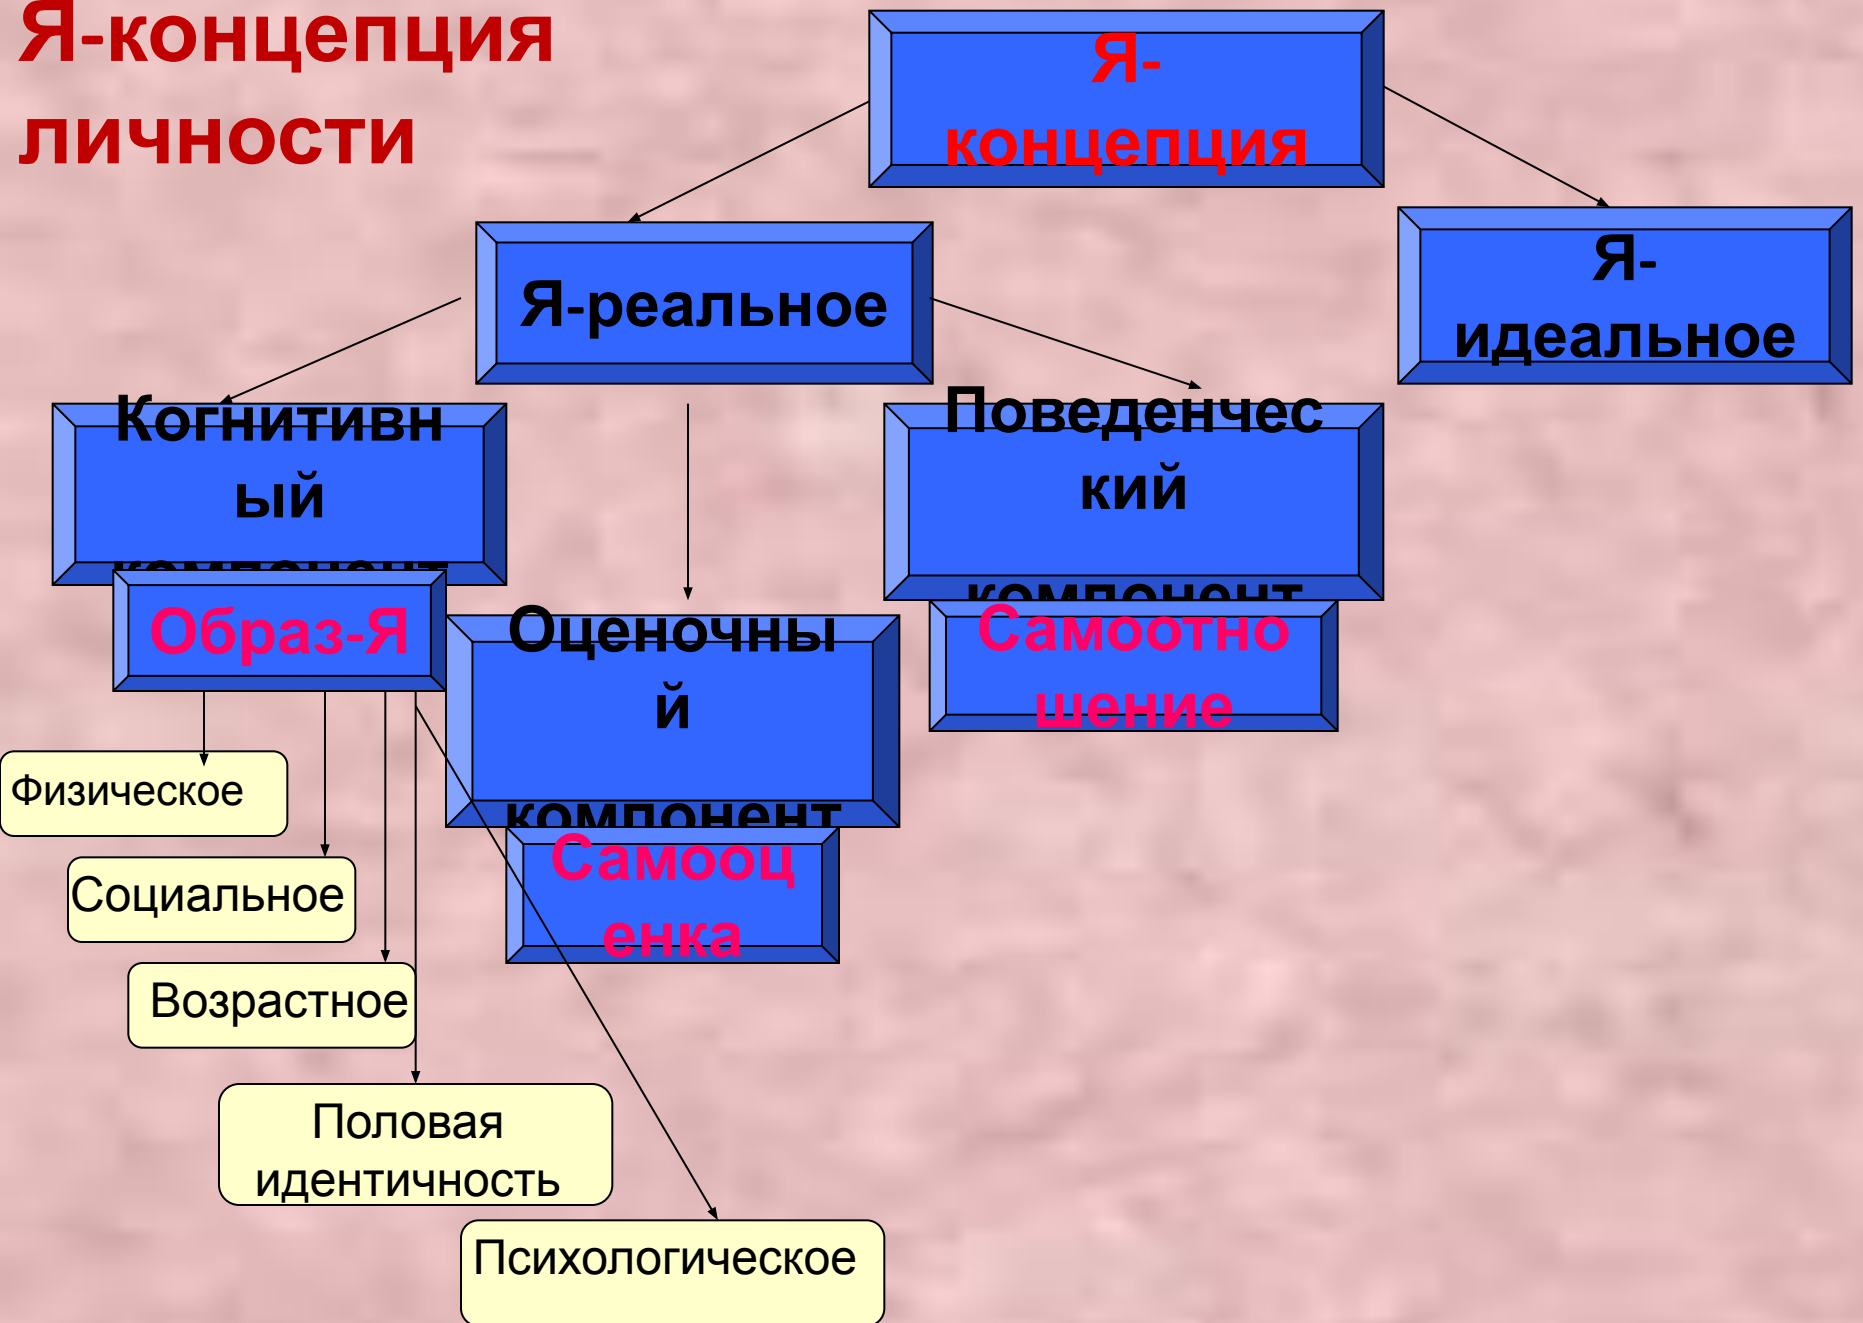 Я-концепция
личности
Я-
концепция
Я-реальное
Я-
идеальное
Когнитивн
ый
компонент
Образ-Я
Оценочны
й
компонент
Самооц
енка
Поведенчес
кий
компонент
Самоотно
шение
Физическое
Социальное
Возрастное
Половая
идентичность
Психологическое